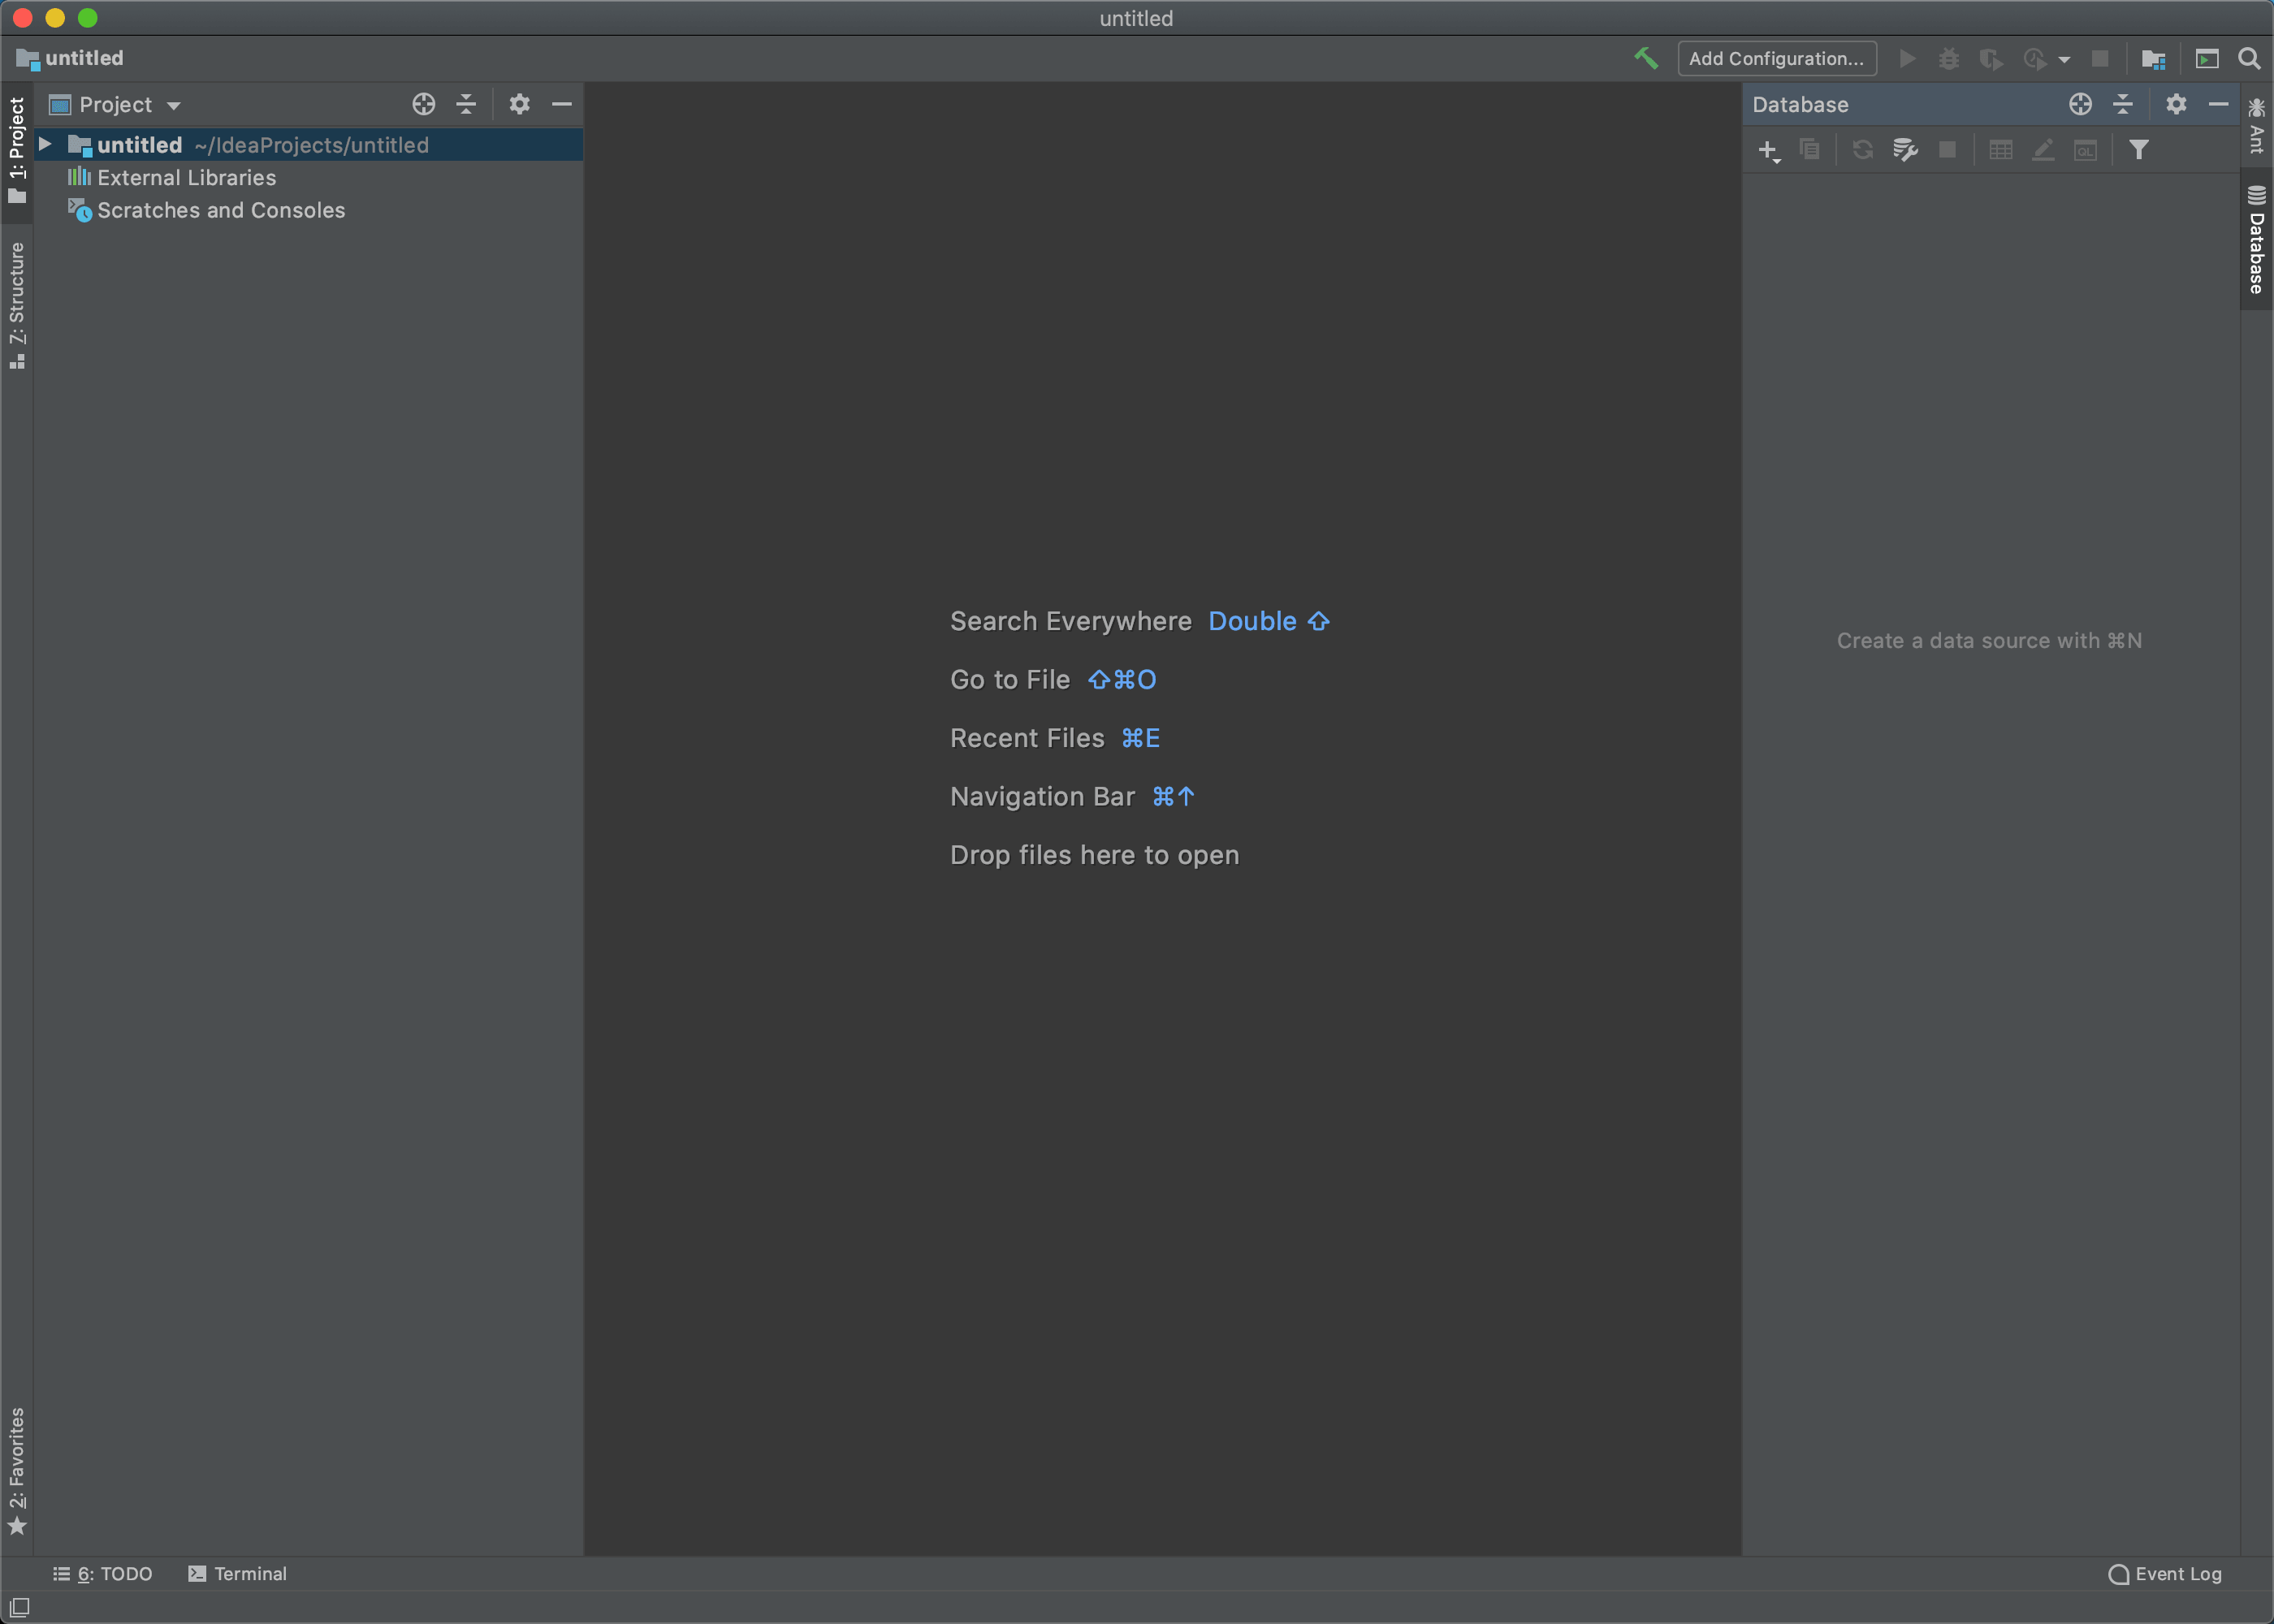 untitled
untitled
Add Configuration...
Project
Database
1: Project
untitled ~/IdeaProjects/untitled
External Libraries
Scratches and Consoles
Z: Structure
Ant
Database
Search Everywhere Double ⇧
Go to File ⇧⌘O
Recent Files ⌘E
Navigation Bar ⌘↑
Drop files here to open
Create a data source with ⌘N
2: Favorites
6: TODO
Terminal
Event Log